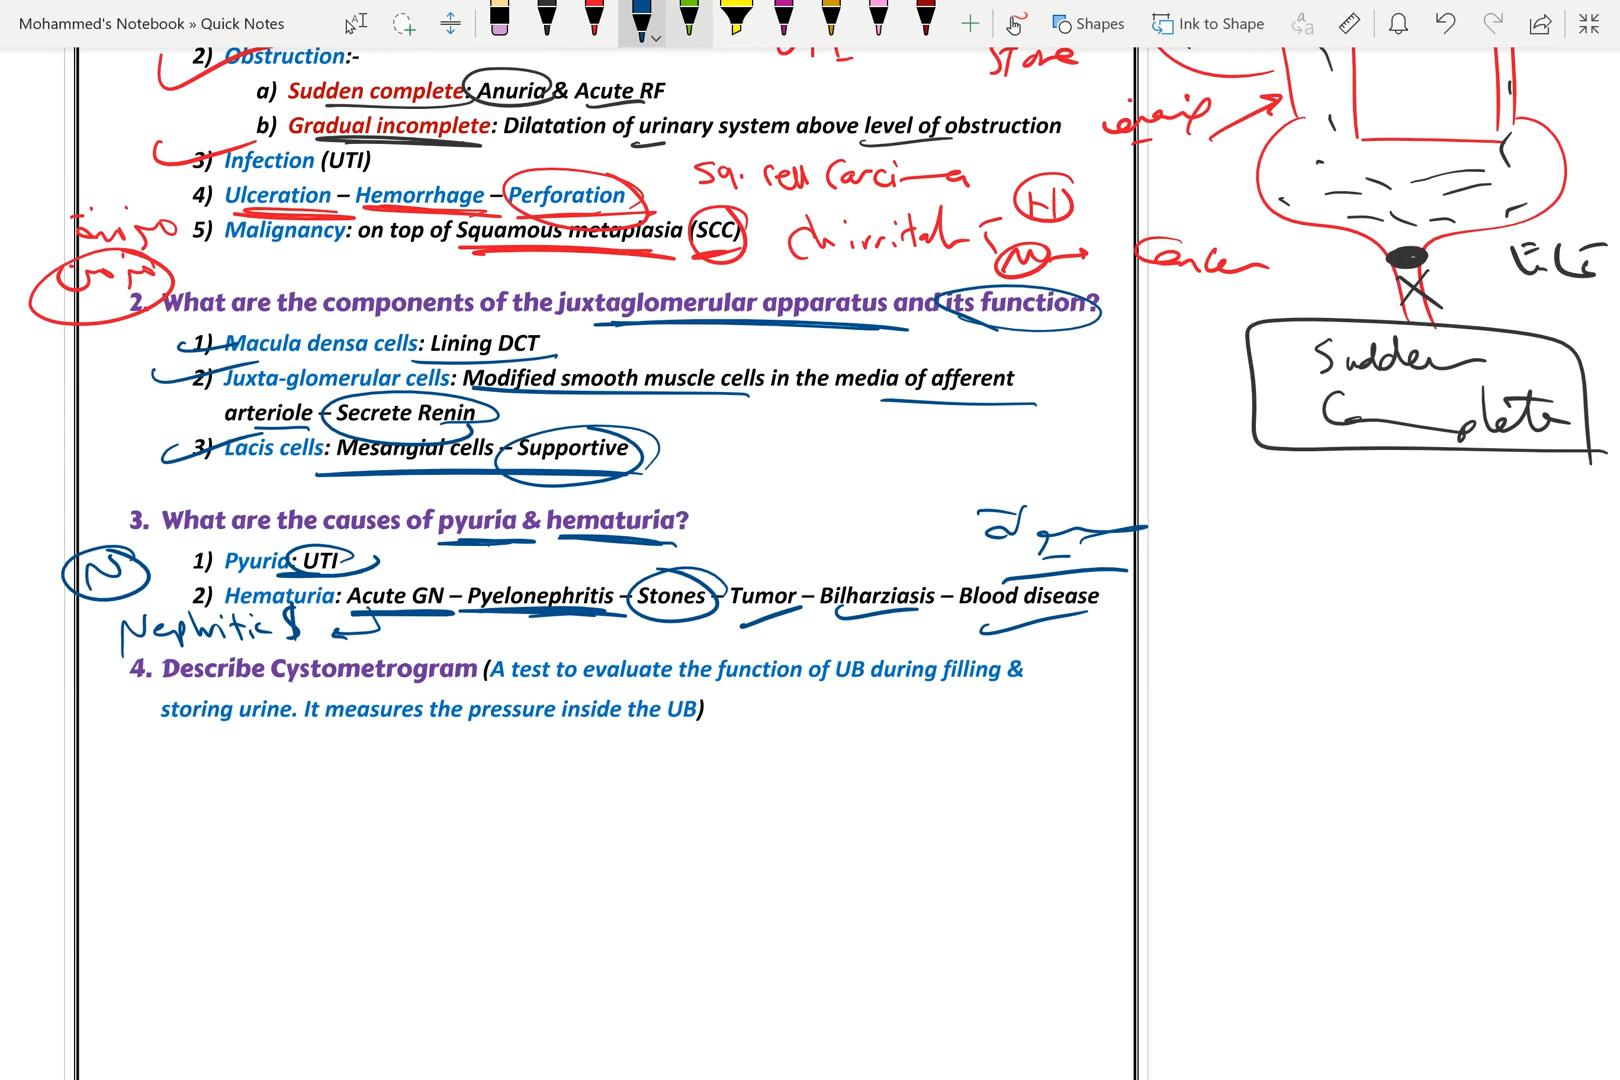 Mohammed's Notebook » Quick Notes
Shapes
Ink to Shape
2) Obstruction:-
Stone
a) Sudden complete: Anuria & Acute RF
b) Gradual incomplete: Dilatation of urinary system above level of obstruction
3) Infection (UTI)
Sq. cell Carcinoma
4) Ulceration – Hemorrhage – Perforation
5) Malignancy: on top of Squamous metaplasia (SCC)
Cancer
2. What are the components of the juxtaglomerular apparatus and its function?
1) Macula densa cells: Lining DCT
Sudden
Complete
2) Juxta-glomerular cells: Modified smooth muscle cells in the media of afferent
arteriole – Secrete Renin
3) Lacis cells: Mesangial cells – Supportive
3. What are the causes of pyuria & hematuria?
1) Pyuria: UTI
N
2) Hematuria: Acute GN – Pyelonephritis – Stones – Tumor – Bilharziasis – Blood disease
Nephritic $
4. Describe Cystometrogram (A test to evaluate the function of UB during filling &
storing urine. It measures the pressure inside the UB)